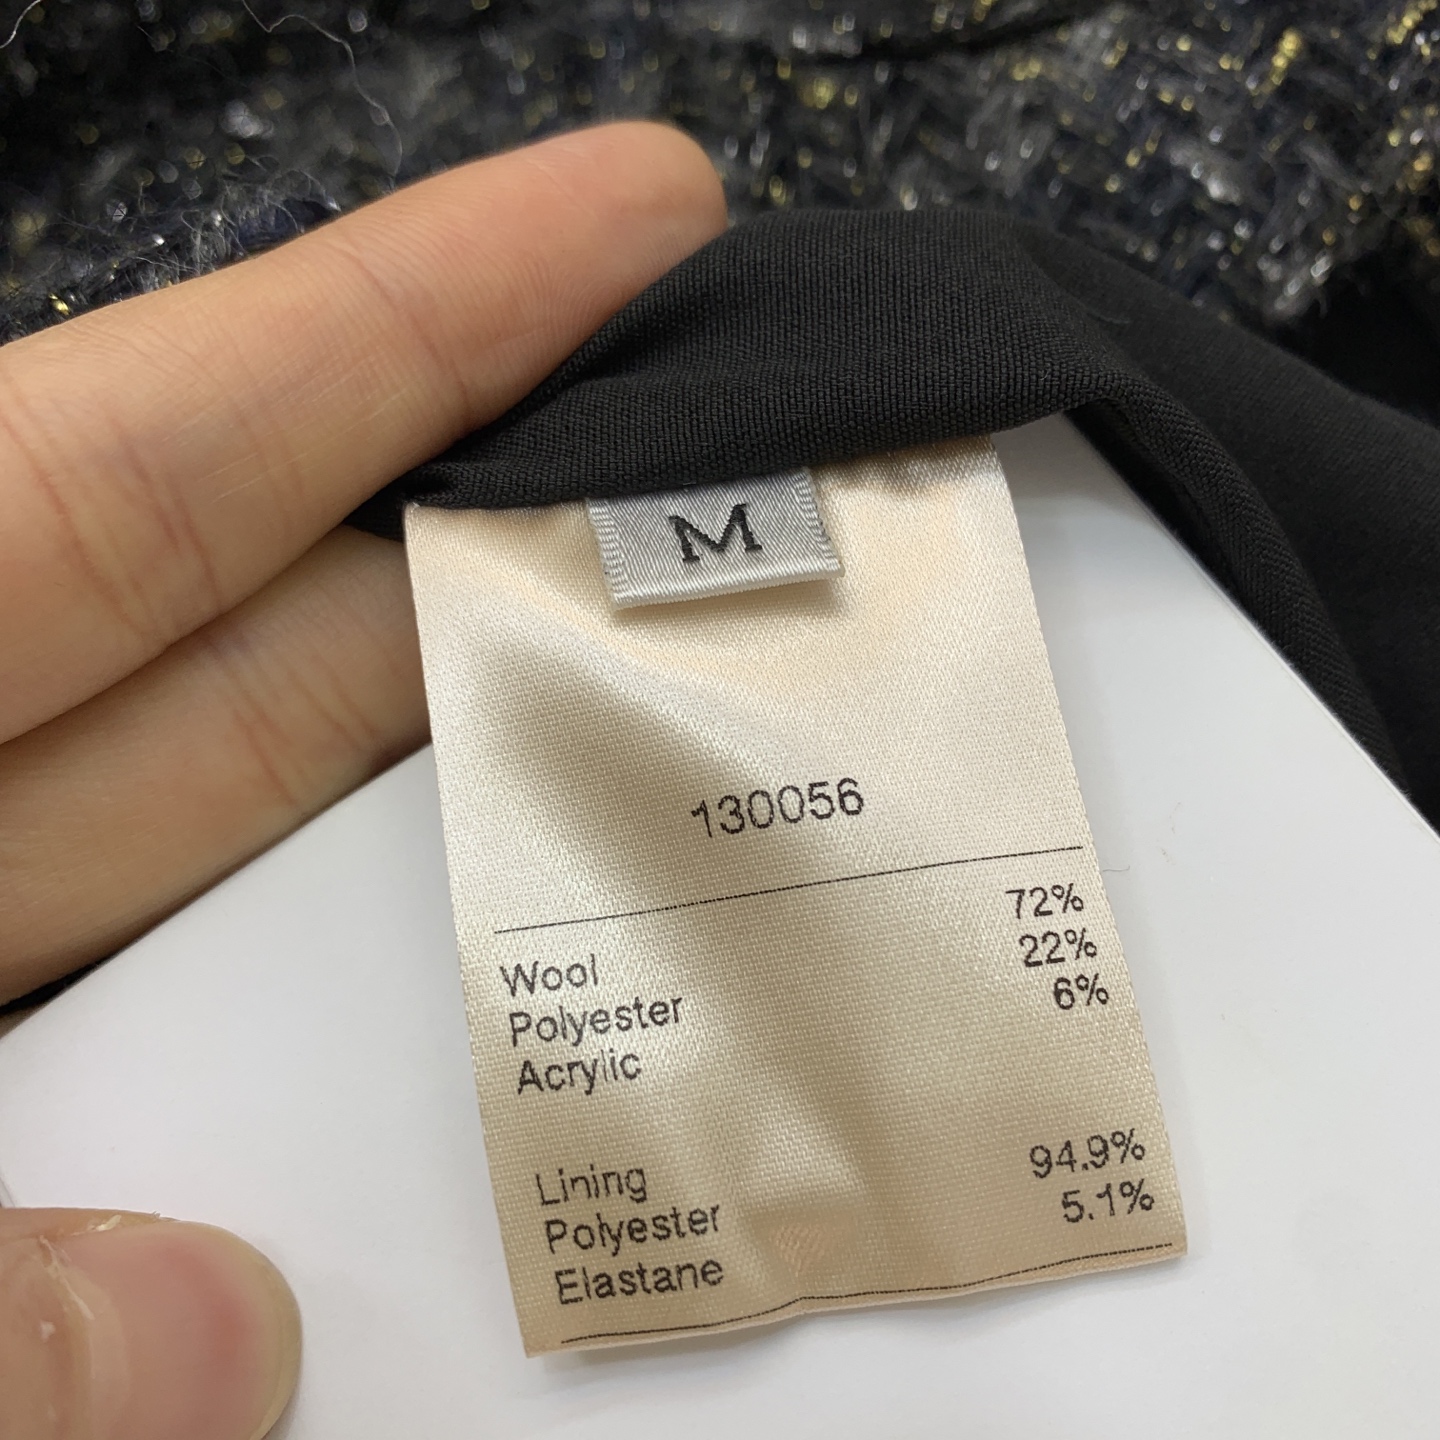 M
130056
Wool 72%
Polyester 22%
Acrylic 6%
Lining
Polyester 94.9%
Elastane 5.1%